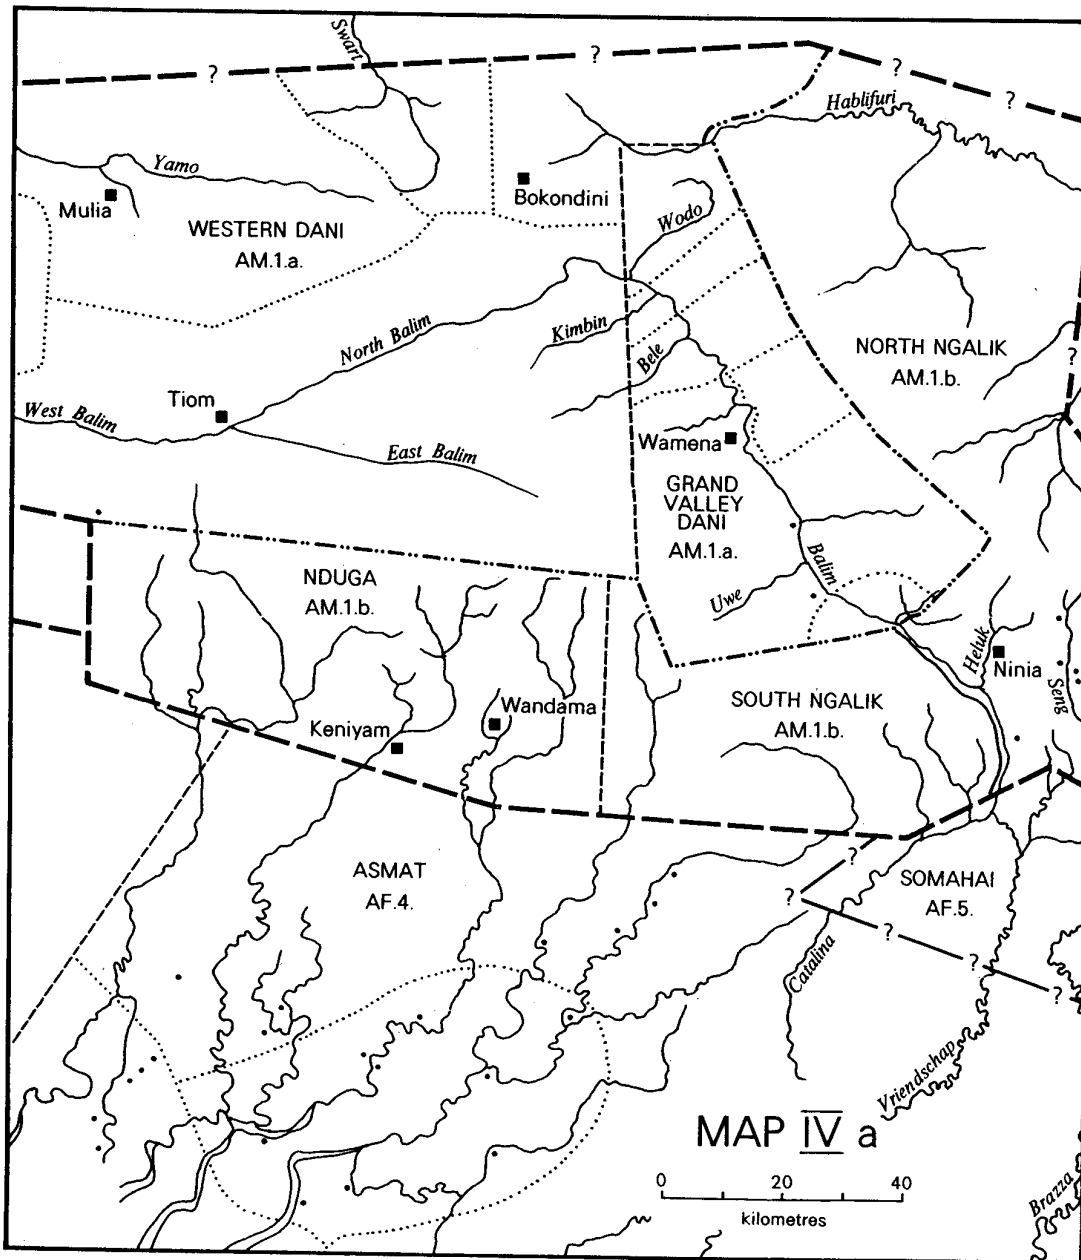 Swart
?
?
?
Hablifuri
Yamo
Mulia
Bokondini
WESTERN DANI
AM.1.a.
Wodo
North Balim
Kimbin
Bele
NORTH NGALIK
AM.1.b.
?
Tiom
West Balim
East Balim
Wamena
GRAND
VALLEY
DANI
AM.1.a.
Balim
Uwe
NDUGA
AM.1.b.
Heluk
Ninia
Seng
Wandama
Keniyam
SOUTH NGALIK
AM.1.b.
ASMAT
AF.4.
?
?
SOMAHAI
AF.5.
?
?
?
Catalina
Vriendschap
MAP IV a
0 20 40
kilometres
Brazza